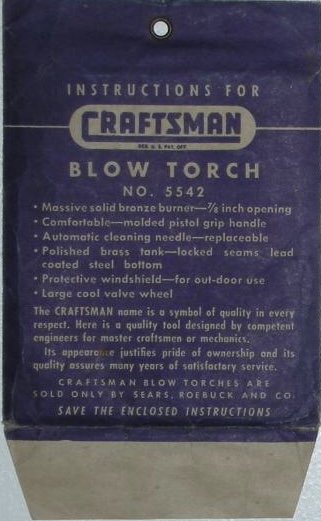 INSTRUCTIONS FOR
CRAFTSMAN
REG. U. S. PAT. OFF.
BLOW TORCH
NO. 5542
• Massive solid bronze burner—⅞ inch opening
• Comfortable—molded pistol grip handle
• Automatic cleaning needle—replaceable
• Polished brass tank—locked seams lead
coated steel bottom
• Protective windshield—for out-door use
• Large cool valve wheel
The CRAFTSMAN name is a symbol of quality in every
respect. Here is a quality tool designed by competent
engineers for master craftsmen or mechanics.
Its appearance justifies pride of ownership and its
quality assures many years of satisfactory service.
CRAFTSMAN BLOW TORCHES ARE
SOLD ONLY BY SEARS, ROEBUCK AND CO.
SAVE THE ENCLOSED INSTRUCTIONS